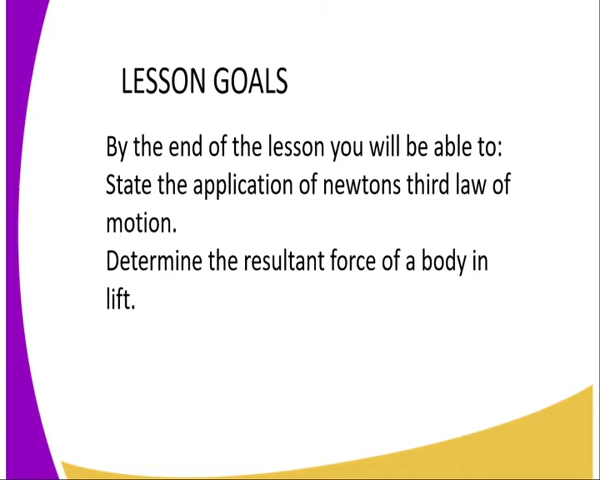 LESSON GOALS
By the end of the lesson you will be able to:
State the application of newtons third law of
motion.
Determine the resultant force of a body in
lift.